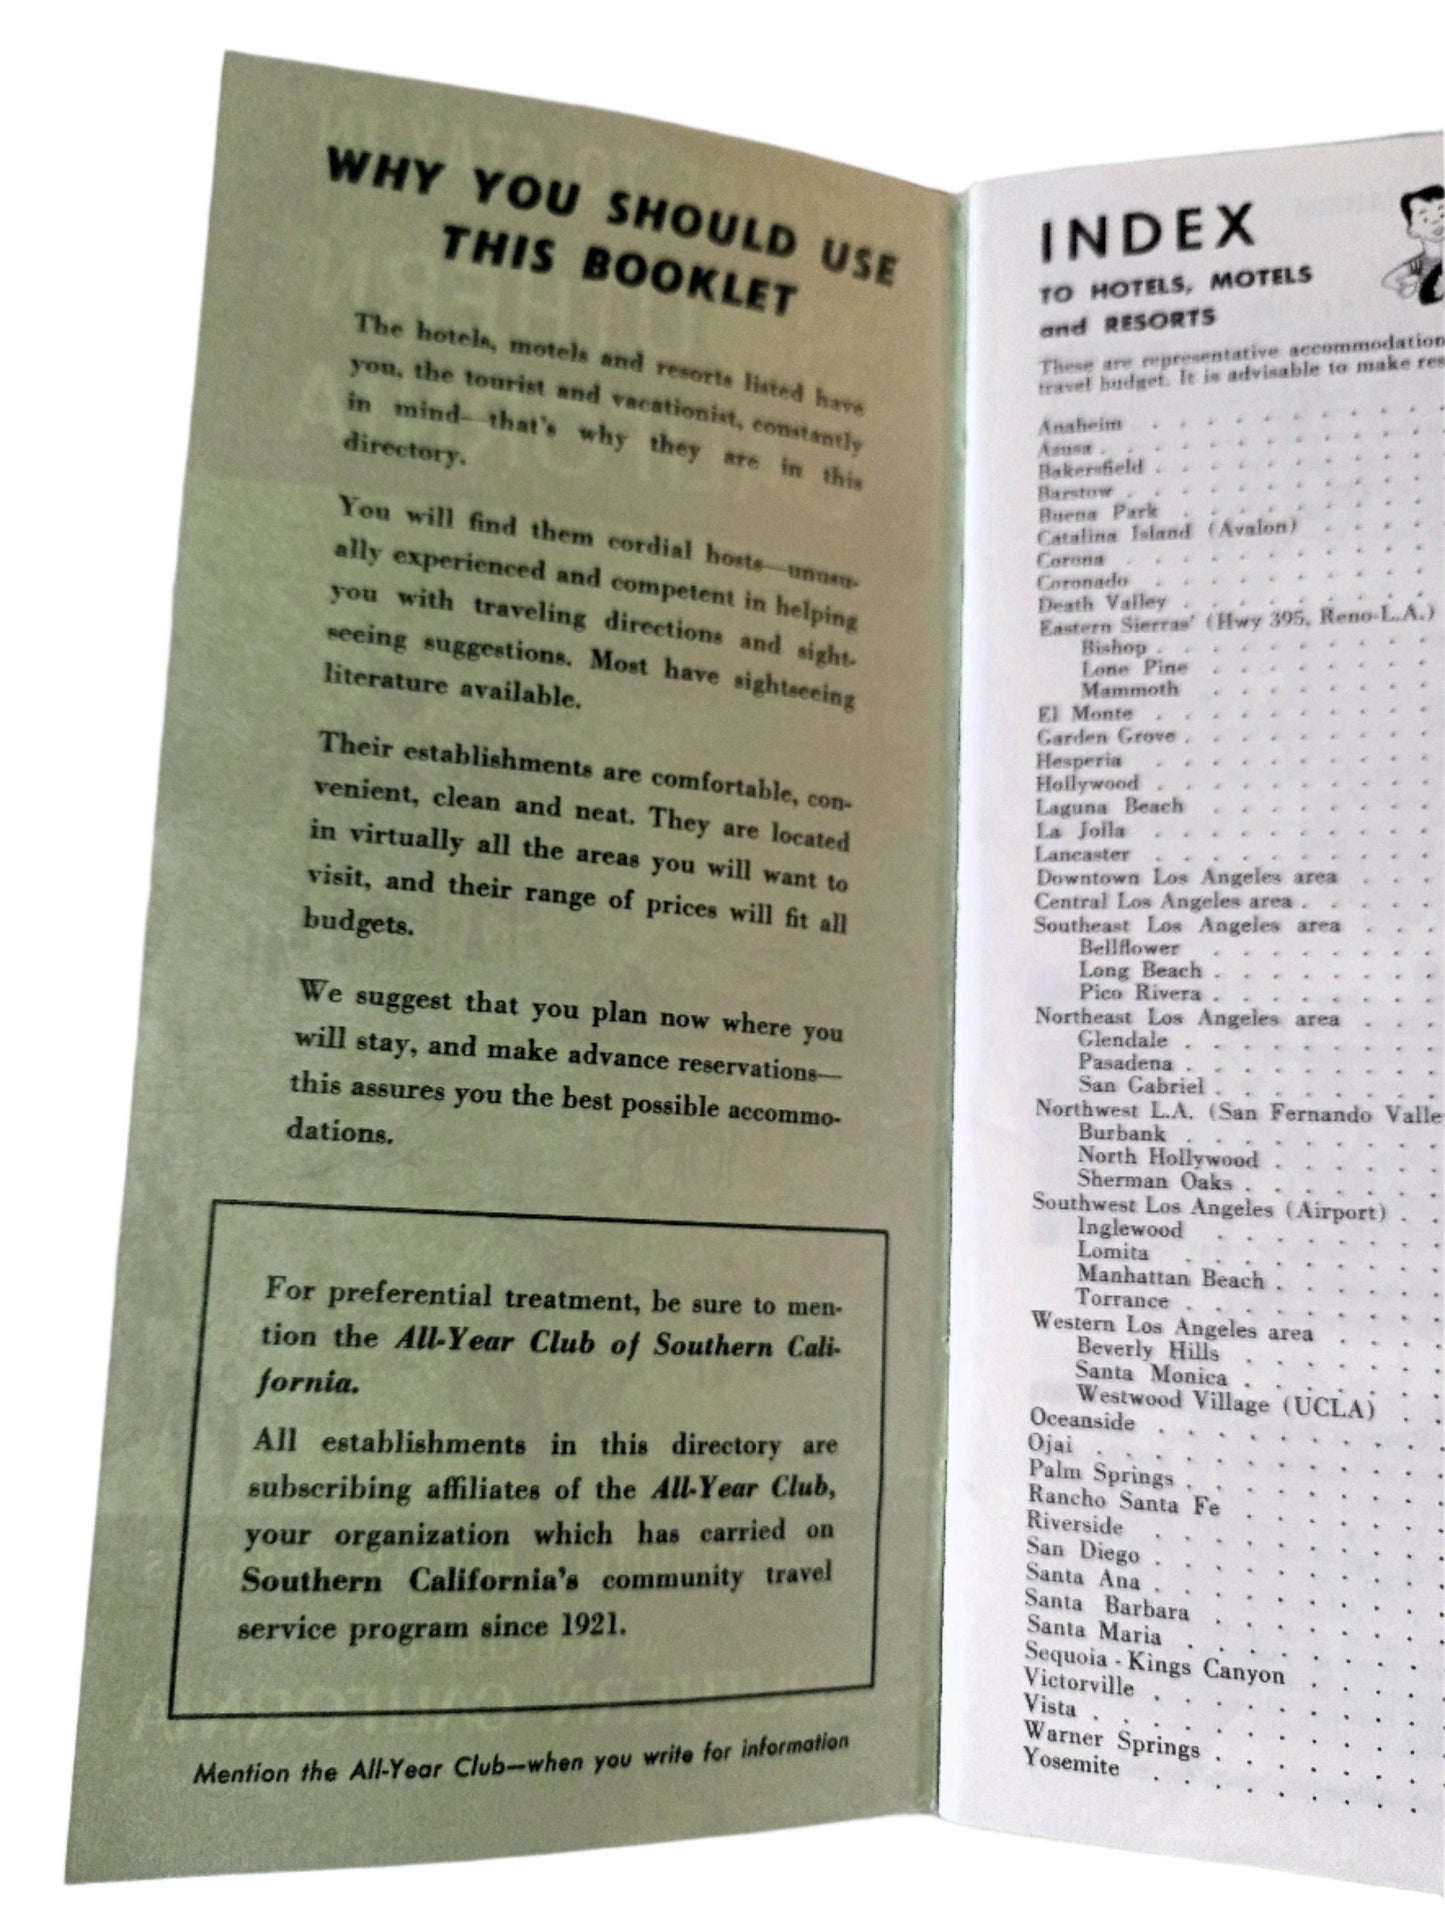 WHY YOU SHOULD USE
THIS BOOKLET
The hotels, motels and resorts listed have
you, the tourist and vacationist, constantly
in mind—that's why they are in this
directory.
You will find them cordial hosts—unusu-
ally experienced and competent in helping
you with traveling directions and sight-
seeing suggestions. Most have sightseeing
literature available.
Their establishments are comfortable, con-
venient, clean and neat. They are located
in virtually all the areas you will want to
visit, and their range of prices will fit all
budgets.
We suggest that you plan now where you
will stay, and make advance reservations—
this assures you the best possible accommo-
dations.
For preferential treatment, be sure to men-
tion the All-Year Club of Southern Cali-
fornia.
All establishments in this directory are
subscribing affiliates of the All-Year Club,
your organization which has carried on
Southern California's community travel
service program since 1921.
Mention the All-Year Club—when you write for information
INDEX
TO HOTELS, MOTELS
and RESORTS
These are representative accommodation
travel budget. It is advisable to make res
Anaheim
Azusa
Bakersfield
Barstow
Buena Park
Catalina Island (Avalon)
Corona
Coronado
Death Valley
Eastern Sierras' (Hwy 395, Reno-L.A.)
Bishop
Lone Pine
Mammoth
El Monte
Garden Grove
Hesperia
Hollywood
Laguna Beach
La Jolla
Lancaster
Downtown Los Angeles area
Central Los Angeles area
Southeast Los Angeles area
Bellflower
Long Beach
Pico Rivera
Northeast Los Angeles area
Glendale
Pasadena
San Gabriel
Northwest L.A. (San Fernando Valle
Burbank
North Hollywood
Sherman Oaks
Southwest Los Angeles (Airport)
Inglewood
Lomita
Manhattan Beach
Torrance
Western Los Angeles area
Beverly Hills
Santa Monica
Westwood Village (UCLA)
Oceanside
Ojai
Palm Springs
Rancho Santa Fe
Riverside
San Diego
Santa Ana
Santa Barbara
Santa Maria
Sequoia - Kings Canyon
Victorville
Vista
Warner Springs
Yosemite